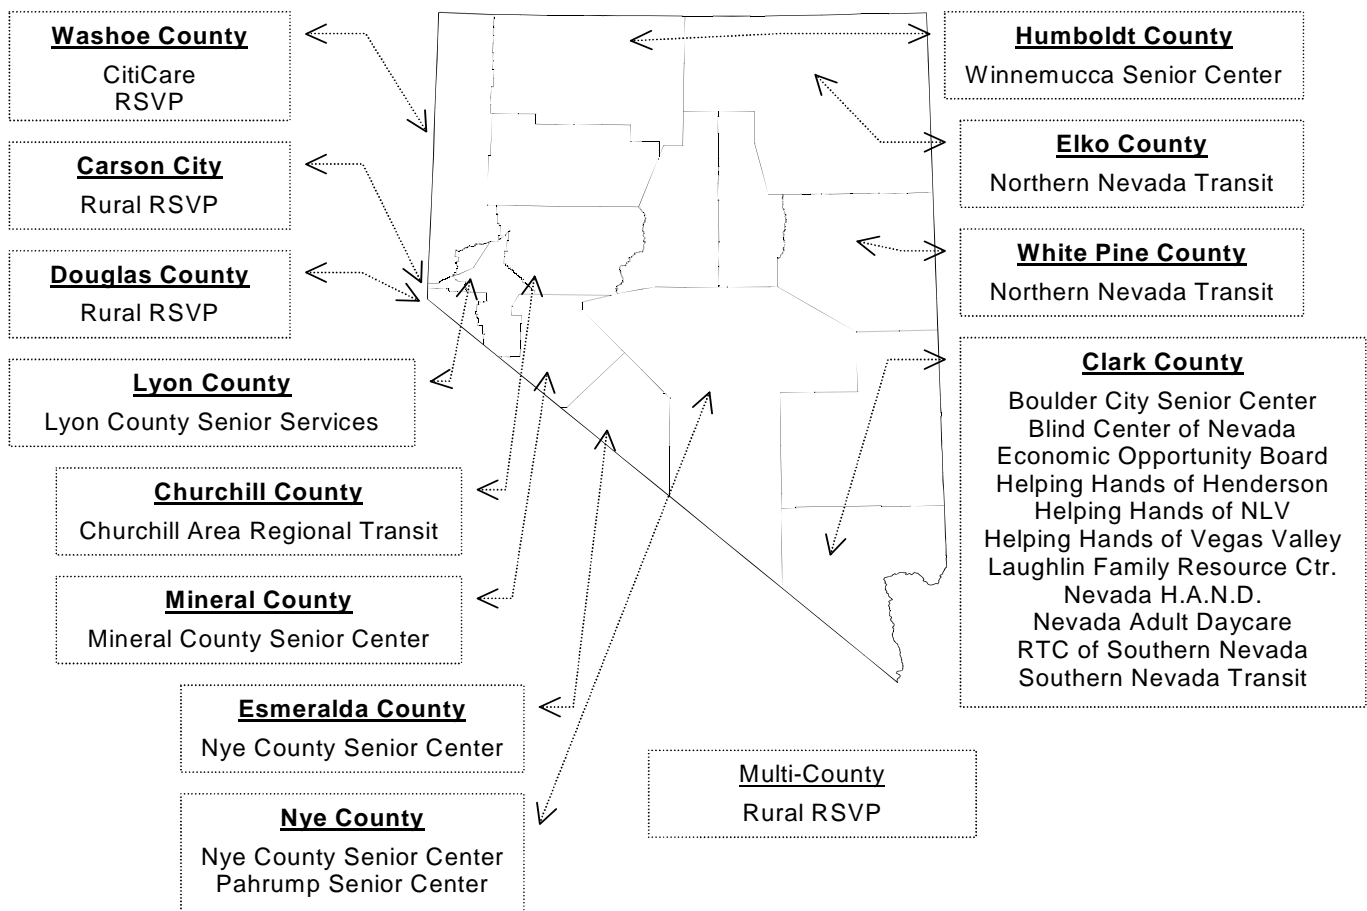 Washoe County
CitiCare
RSVP
Carson City
Rural RSVP
Douglas County
Rural RSVP
Lyon County
Lyon County Senior Services
Churchill County
Churchill Area Regional Transit
Mineral County
Mineral County Senior Center
Esmeralda County
Nye County Senior Center
Nye County
Nye County Senior Center
Pahrump Senior Center
Humboldt County
Winnemucca Senior Center
Elko County
Northern Nevada Transit
White Pine County
Northern Nevada Transit
Clark County
Boulder City Senior Center
Blind Center of Nevada
Economic Opportunity Board
Helping Hands of Henderson
Helping Hands of NLV
Helping Hands of Vegas Valley
Laughlin Family Resource Ctr.
Nevada H.A.N.D.
Nevada Adult Daycare
RTC of Southern Nevada
Southern Nevada Transit
Multi-County
Rural RSVP